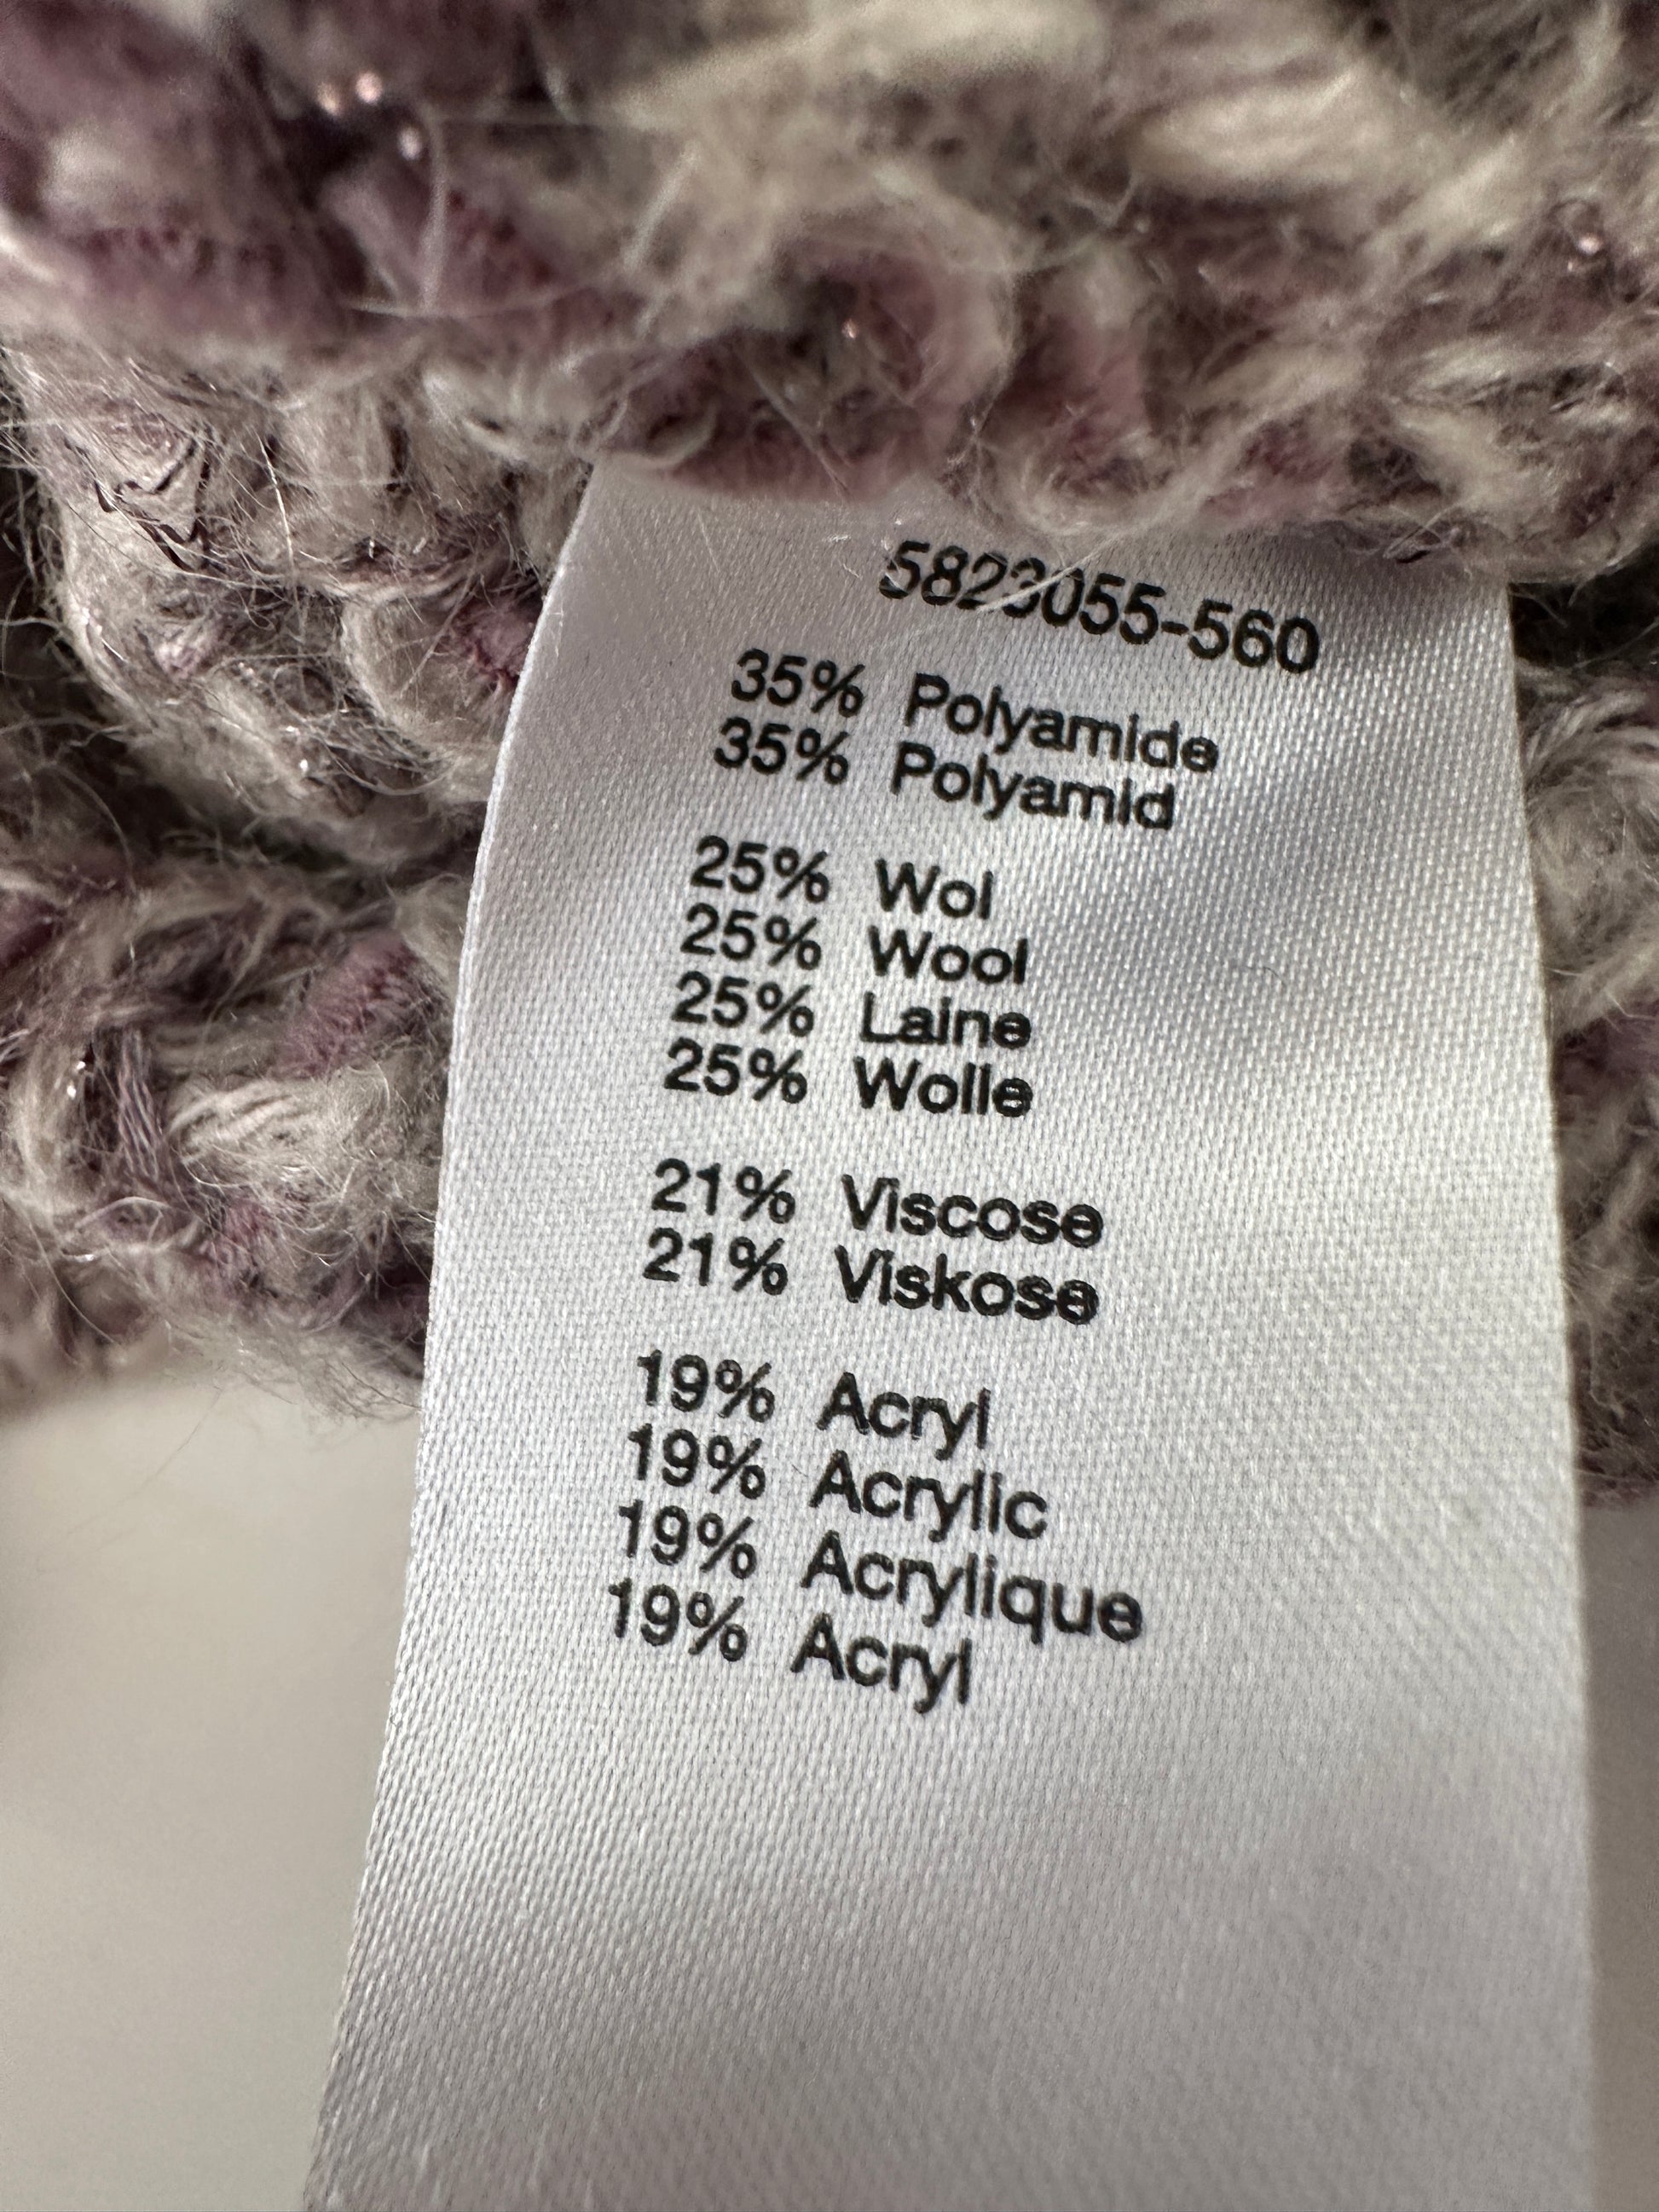 5823055-560
35% Polyamide
35% Polyamid
25% Wol
25% Wool
25% Laine
25% Wolle
21% Viscose
21% Viskose
19% Acryl
19% Acrylic
19% Acrylique
19% Acryl